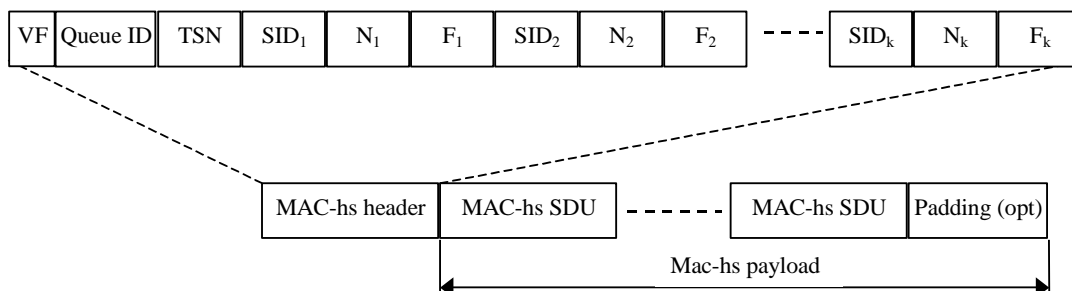 VF Queue ID TSN SID₁ N₁ F₁ SID₂ N₂ F₂ SIDₖ Nₖ Fₖ
MAC-hs header MAC-hs SDU MAC-hs SDU Padding (opt)
Mac-hs payload